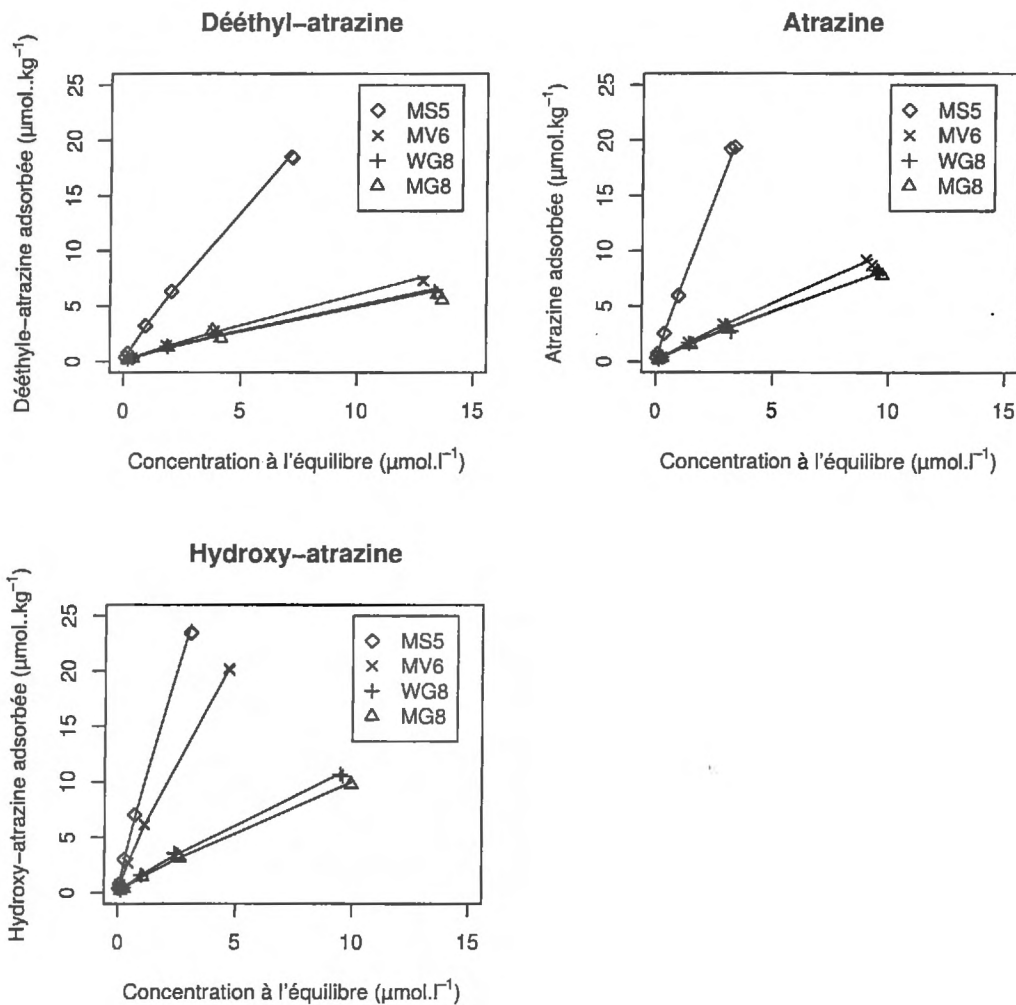 Dééthyl–atrazine
Dééthyle–atrazine adsorbée (µmol..kg⁻¹)
25
20
15
10
5
0
MS5
MV6
WG8
MG8
0 5 10 15
Concentration à l'équilibre (µmol.l⁻¹)
Atrazine
Atrazine adsorbée (µmol.kg⁻¹)
25
20
15
10
5
0
MS5
MV6
WG8
MG8
0 5 10 15
Concentration à l'équilibre (µmol.l⁻¹)
Hydroxy–atrazine
Hydroxy–atrazine adsorbée (µmol..kg⁻¹)
25
20
15
10
5
0
MS5
MV6
WG8
MG8
0 5 10 15
Concentration à l'équilibre (µmol.l⁻¹)